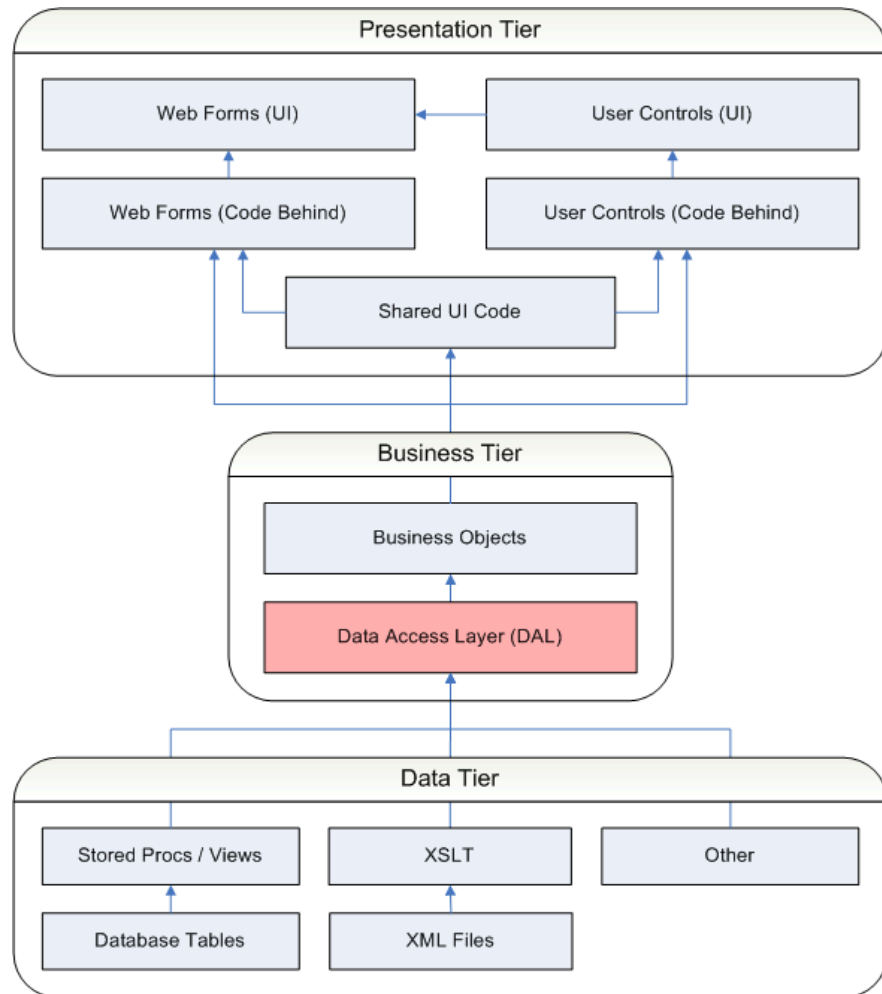 Presentation Tier
Web Forms (UI)
User Controls (UI)
Web Forms (Code Behind)
User Controls (Code Behind)
Shared UI Code
Business Tier
Business Objects
Data Access Layer (DAL)
Data Tier
Stored Procs / Views
XSLT
Other
Database Tables
XML Files